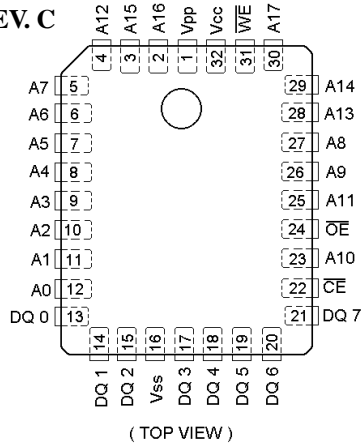 EV. C
A12 A15 A16 Vpp Vcc WE A17
4 3 2 1 32 31 30
A7 5 29 A14
A6 6 28 A13
A5 7 27 A8
A4 8 26 A9
A3 9 25 A11
A2 10 24 OE
A1 11 23 A10
A0 12 22 CE
DQ 0 13 21 DQ 7
14 15 16 17 18 19 20
DQ 1 DQ 2 Vss DQ 3 DQ 4 DQ 5 DQ 6
( TOP VIEW )